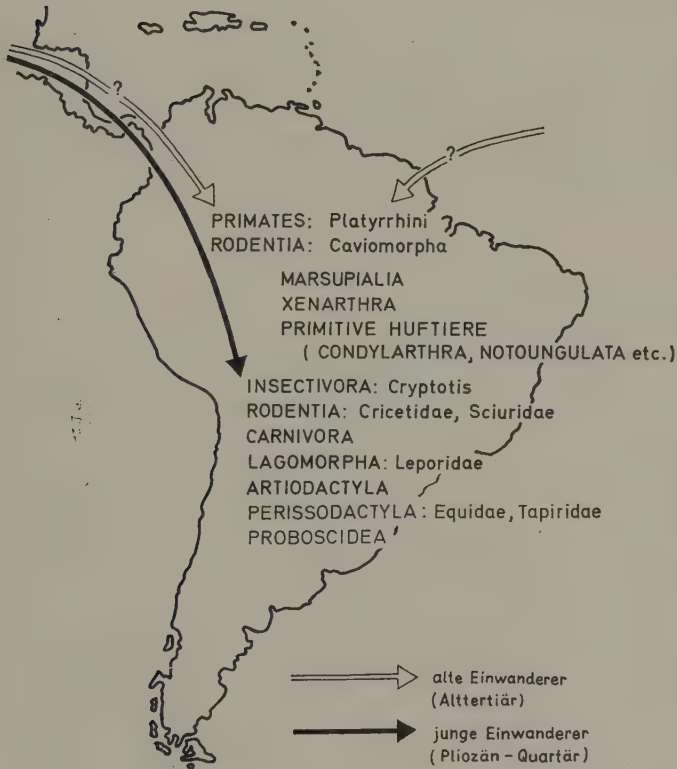 ?
?
PRIMATES: Platyrrhini
RODENTIA: Caviomorpha
MARSUPIALIA
XENARTHRA
PRIMITIVE HUFTIERE
( CONDYLARTHRA, NOTOUNGULATA etc.)
INSECTIVORA: Cryptotis
RODENTIA: Cricetidae, Sciuridae
CARNIVORA
LAGOMORPHA: Leporidae
ARTIODACTYLA
PERISSODACTYLA: Equidae, Tapiridae
PROBOSCIDEA
alte Einwanderer
(Alttertiär)
junge Einwanderer
(Pliozän - Quartär)